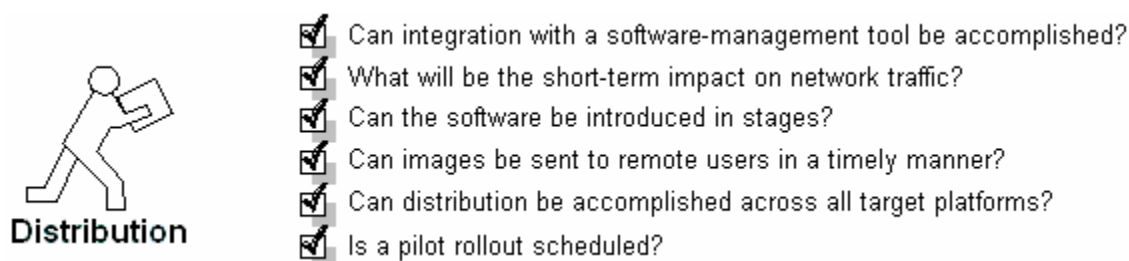 Can integration with a software-management tool be accomplished?
What will be the short-term impact on network traffic?
Can the software be introduced in stages?
Can images be sent to remote users in a timely manner?
Can distribution be accomplished across all target platforms?
Is a pilot rollout scheduled?
Distribution